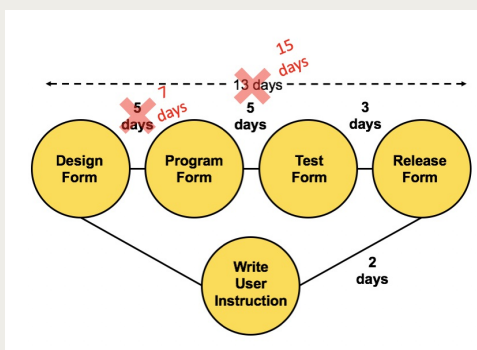 15
days
13 days
7
days
5
days
5
days
3
days
Design
Form
Program
Form
Test
Form
Release
Form
Write
User
Instruction
2
days